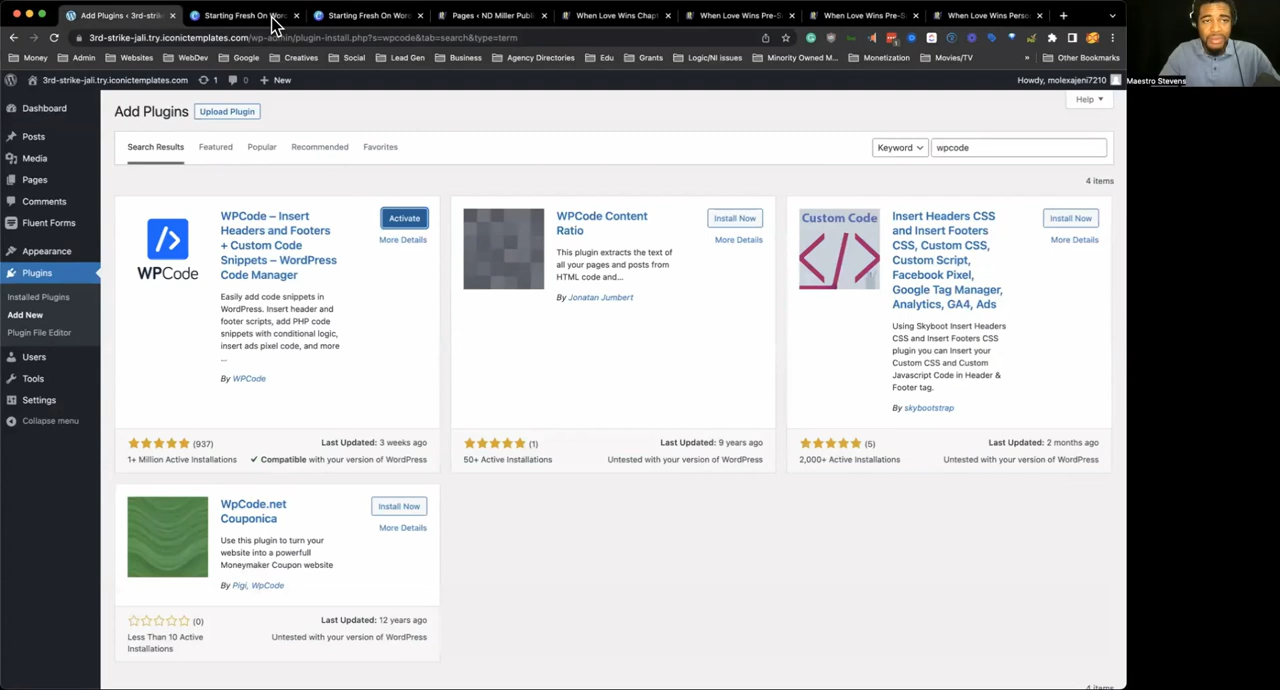 Add Plugins ‹ 3rd-strik
Starting Fresh On Wor
Starting Fresh On Wor
Pages ‹ ND Miller Publ
When Love Wins Chapt
When Love Wins Pre-S
When Love Wins Pre-S
When Love Wins Perso
3rd-strike-jali.try.iconictemplates.com/wp-admin/plugin-install.php?s=wpcode&tab=search&type=term
Money
Admin
Websites
WebDev
Google
Creatives
Social
Lead Gen
Business
Agency Directories
Edu
Grants
Logic/NI issues
Minority Owned M...
Monetization
Movies/TV
»
Other Bookmarks
3rd-strike-jali.try.iconictemplates.com
1
0
+ New
Howdy, molexajeni7210
Maestro Stevens
Dashboard
Posts
Media
Pages
Comments
Fluent Forms
Appearance
Plugins
Installed Plugins
Add New
Plugin File Editor
Users
Tools
Settings
Collapse menu
Add Plugins
Upload Plugin
Help
Search Results
Featured
Popular
Recommended
Favorites
Keyword
wpcode
4 items
WPCode
WPCode – Insert
Headers and Footers
+ Custom Code
Snippets – WordPress
Code Manager
Activate
More Details
Easily add code snippets in
WordPress. Insert header and
footer scripts, add PHP code
snippets with conditional logic,
insert ads pixel code, and more
...
By WPCode
(937)
1+ Million Active Installations
Last Updated: 3 weeks ago
✓ Compatible with your version of WordPress
WPCode Content
Ratio
Install Now
More Details
This plugin extracts the text of
all your pages and posts from
HTML code and...
By Jonatan Jumbert
(1)
50+ Active Installations
Last Updated: 9 years ago
Untested with your version of WordPress
Custom Code
</>
Insert Headers CSS
and Insert Footers
CSS, Custom CSS,
Custom Script,
Facebook Pixel,
Google Tag Manager,
Analytics, GA4, Ads
Install Now
More Details
Using Skyboot Insert Headers
CSS and Insert Footers CSS
plugin you can Insert your
Custom CSS and Custom
Javascript Code in Header &
Footer tag.
By skybootstrap
(5)
2,000+ Active Installations
Last Updated: 2 months ago
Untested with your version of WordPress
WpCode.net
Couponica
Install Now
More Details
Use this plugin to turn your
website into a powerfull
Moneymaker Coupon website
By Pigi, WpCode
(0)
Less Than 10 Active
Installations
Last Updated: 12 years ago
Untested with your version of WordPress
4 items